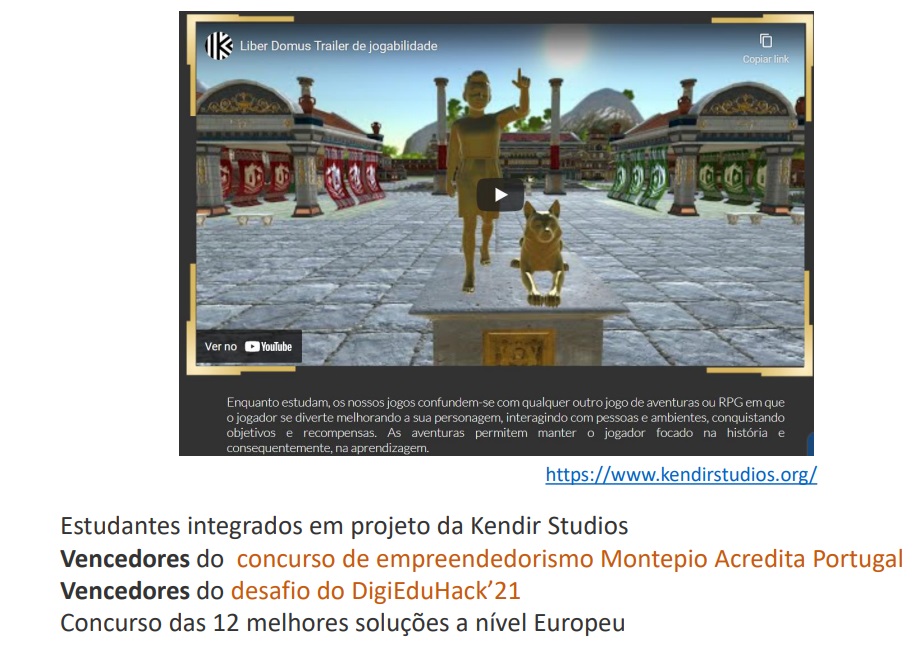 Liber Domus Trailer de jogabilidade
Copiar link
Ver no YouTube
Enquanto estudam, os nossos jogos confundem-se com qualquer outro jogo de aventuras ou RPG em que
o jogador se diverte melhorando a sua personagem, interagindo com pessoas e ambientes, conquistando
objetivos e recompensas. As aventuras permitem manter o jogador focado na história e
consequentemente, na aprendizagem.
https://www.kendirstudios.org/
Estudantes integrados em projeto da Kendir Studios
Vencedores do concurso de empreendedorismo Montepio Acredita Portugal
Vencedores do desafio do DigiEduHack’21
Concurso das 12 melhores soluções a nível Europeu